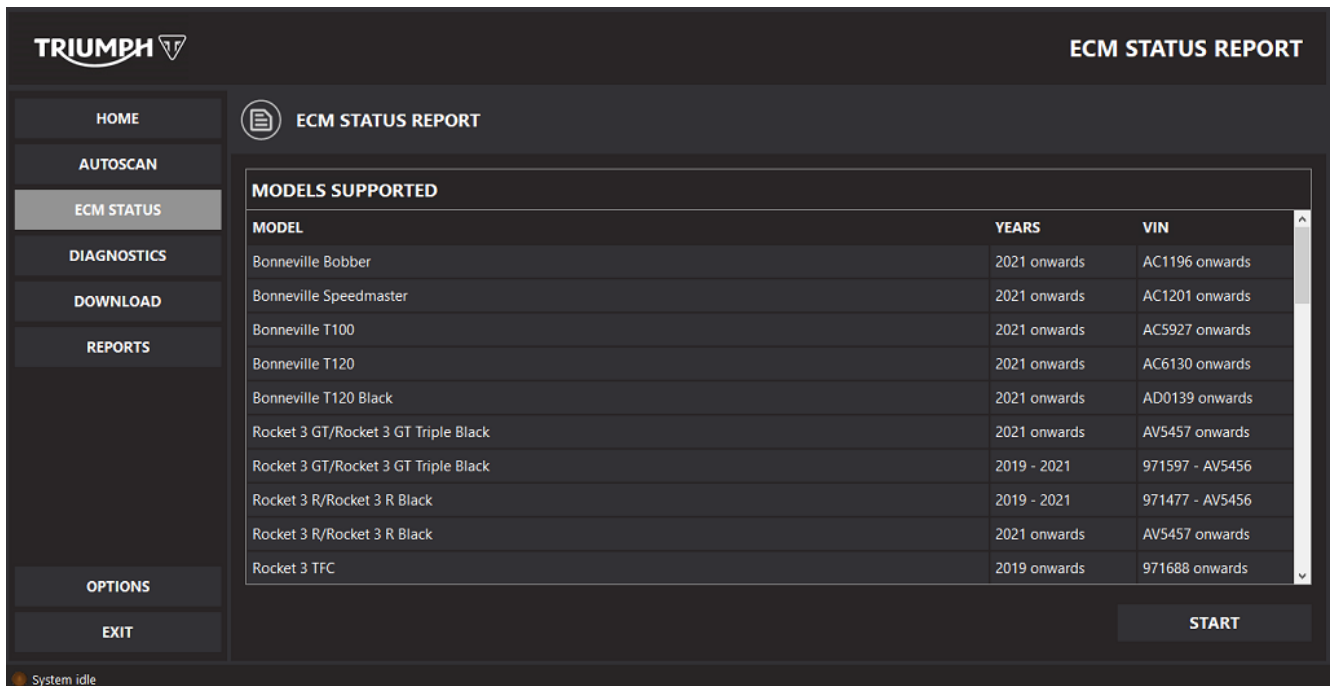 TRIUMPH
ECM STATUS REPORT
HOME
AUTOSCAN
ECM STATUS
DIAGNOSTICS
DOWNLOAD
REPORTS
OPTIONS
EXIT
ECM STATUS REPORT
MODELS SUPPORTED
MODEL YEARS VIN
Bonneville Bobber 2021 onwards AC1196 onwards
Bonneville Speedmaster 2021 onwards AC1201 onwards
Bonneville T100 2021 onwards AC5927 onwards
Bonneville T120 2021 onwards AC6130 onwards
Bonneville T120 Black 2021 onwards AD0139 onwards
Rocket 3 GT/Rocket 3 GT Triple Black 2021 onwards AV5457 onwards
Rocket 3 GT/Rocket 3 GT Triple Black 2019 - 2021 971597 - AV5456
Rocket 3 R/Rocket 3 R Black 2019 - 2021 971477 - AV5456
Rocket 3 R/Rocket 3 R Black 2021 onwards AV5457 onwards
Rocket 3 TFC 2019 onwards 971688 onwards
START
System idle